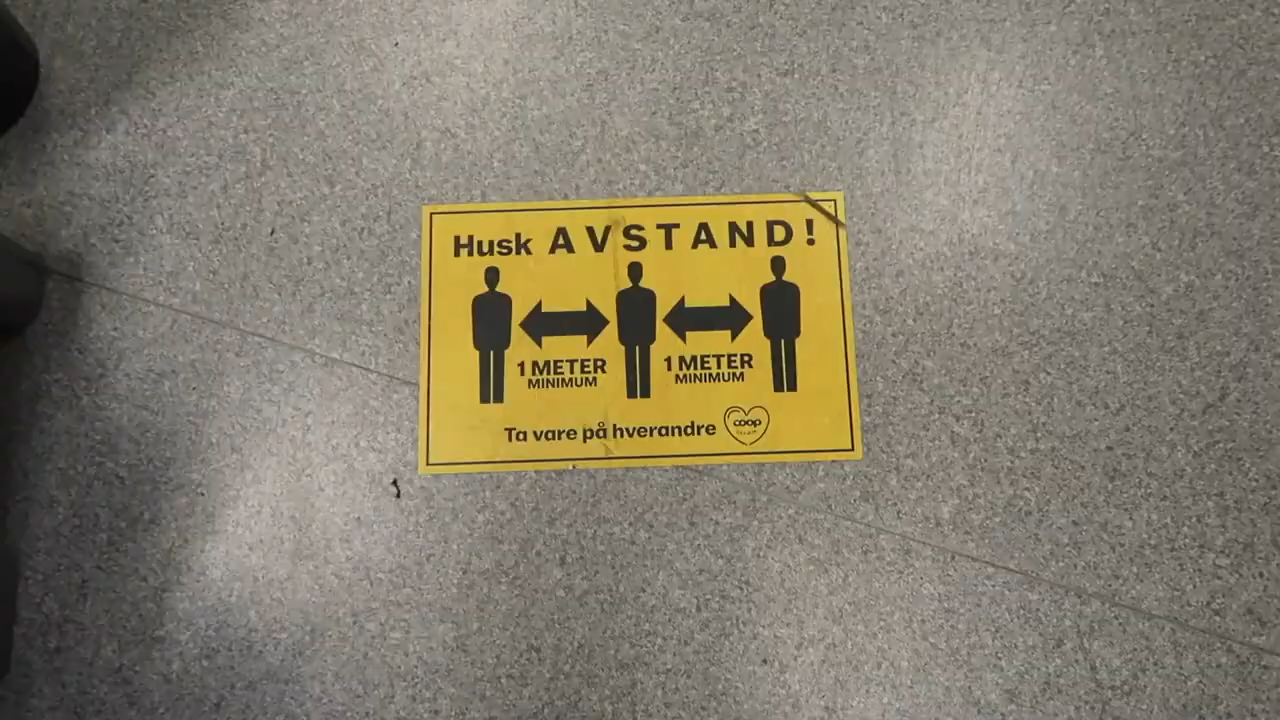 Husk AVSTAND!
1 METER MINIMUM
1 METER MINIMUM
Ta vare på hverandre
coop